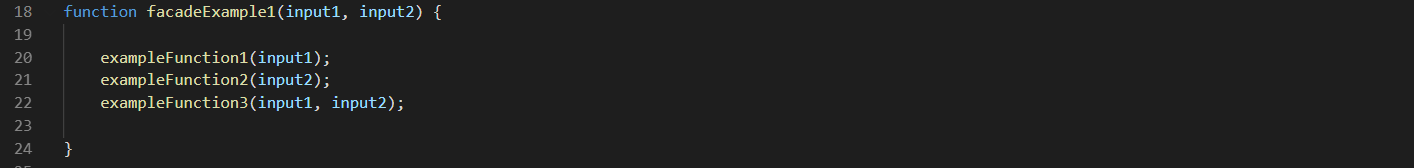 18 function facadeExample1(input1, input2) {
19
20     exampleFunction1(input1);
21     exampleFunction2(input2);
22     exampleFunction3(input1, input2);
23
24 }